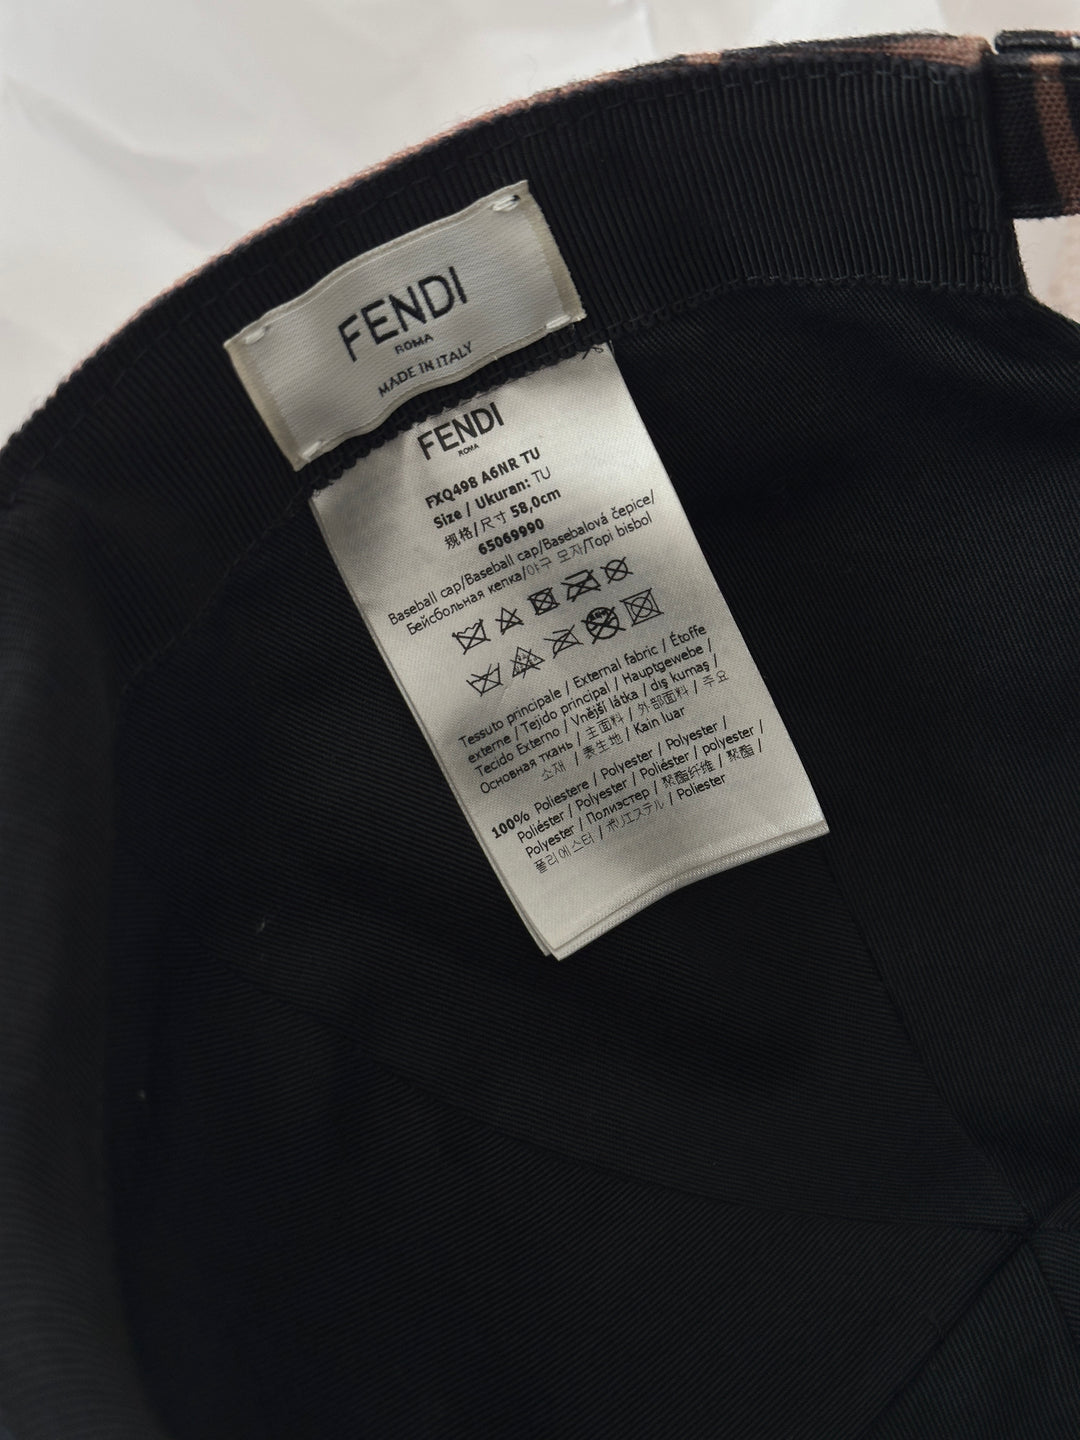 FENDI
ROMA
MADE IN ITALY
FENDI
ROMA
FXQ498 A6NR TU
Size / Ukuran: TU
规格/尺寸 58,0cm
65069990
Baseball cap/Baseball cap/Basebalová čepice/
Бейсбольная кепка/야구 모자/Topi bisbol
Tessuto principale / External fabric / Étoffe
externe / Tejido principal / Hauptgewebe /
Tecido Externo / Vnější látka / dış kumaş /
Основная ткань / 主面料 / 外部面料 / 주요
소재 / 表生地 / Kain luar
100% Poliestere / Polyester / Polyester /
Poliéster / Polyester / Poliéster / polyester /
Polyester / Полиэстер / 聚酯纤维 / 聚酯 /
폴리에스터 / ポリエステル / Poliester